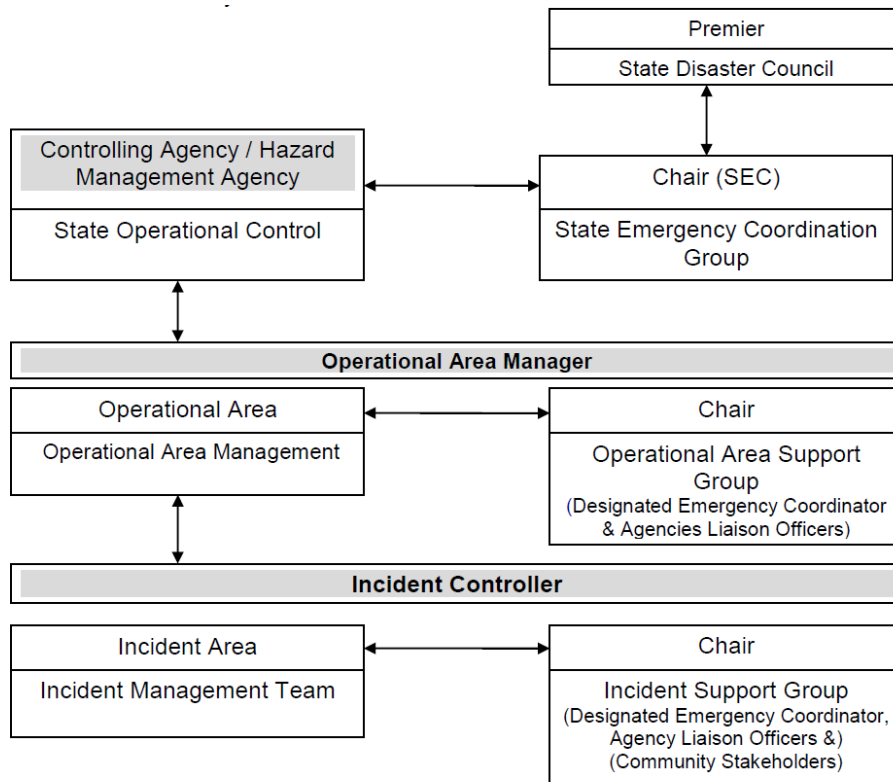 Premier
State Disaster Council
Controlling Agency / Hazard
Management Agency
State Operational Control
Chair (SEC)
State Emergency Coordination
Group
Operational Area Manager
Operational Area
Operational Area Management
Chair
Operational Area Support
Group
(Designated Emergency Coordinator
& Agencies Liaison Officers)
Incident Controller
Incident Area
Incident Management Team
Chair
Incident Support Group
(Designated Emergency Coordinator,
Agency Liaison Officers &)
(Community Stakeholders)